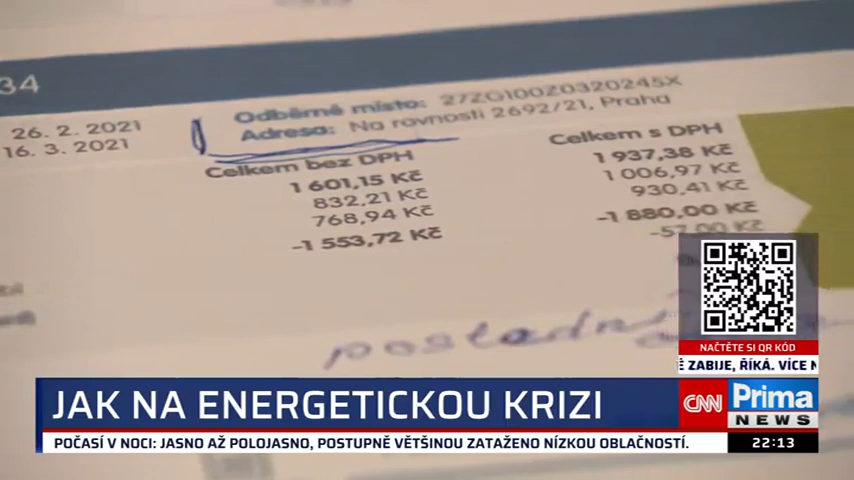 34
26. 2. 2021
16. 3. 2021
Odběrné místo: 27ZG100Z0320245X
Adresa: Na rovnosti 2692/21, Praha
Celkem bez DPH
1 601,15 Kč
832,21 Kč
768,94 Kč
-1 553,72 Kč
Celkem s DPH
1 937,38 Kč
1 006,97 Kč
930,41 Kč
-1 880,00 Kč
-57,00 Kč
NAČTĚTE SI QR KÓD
ZABIJE, ŘÍKÁ. VÍCE
JAK NA ENERGETICKOU KRIZI
CNN Prima
NEWS
POČASÍ V NOCI: JASNO AŽ POLOJASNO, POSTUPNĚ VĚTŠINOU ZATAŽENO NÍZKOU OBLAČNOSTÍ.
22:13